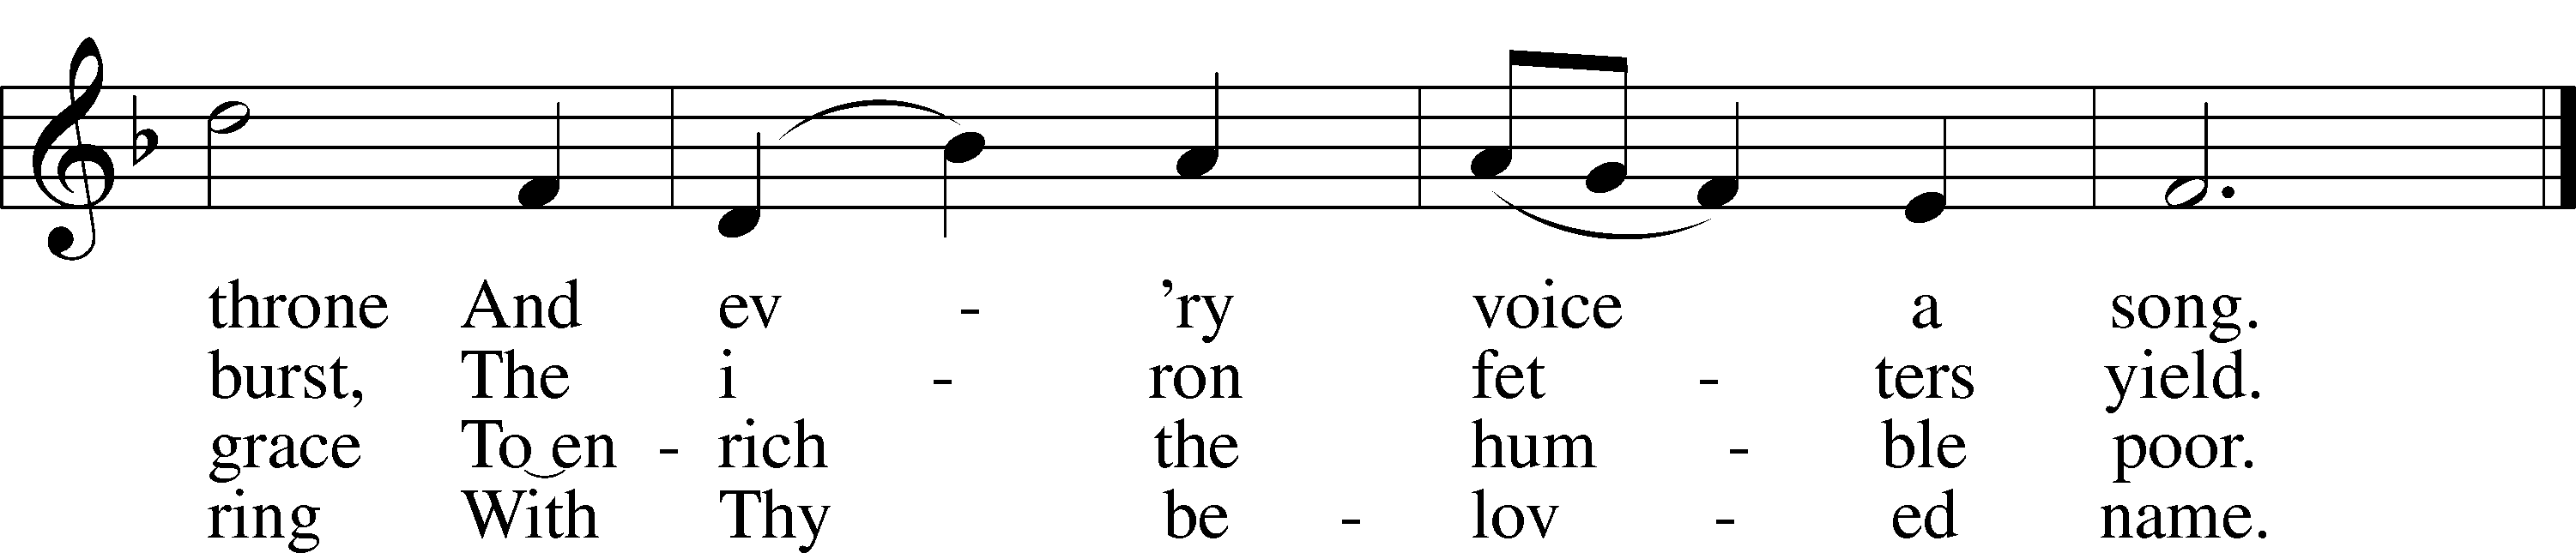 throne And ev - ’ry voice a song.
burst, The i - ron fet - ters yield.
grace To en - rich the hum - ble poor.
ring With Thy be - lov - ed name.